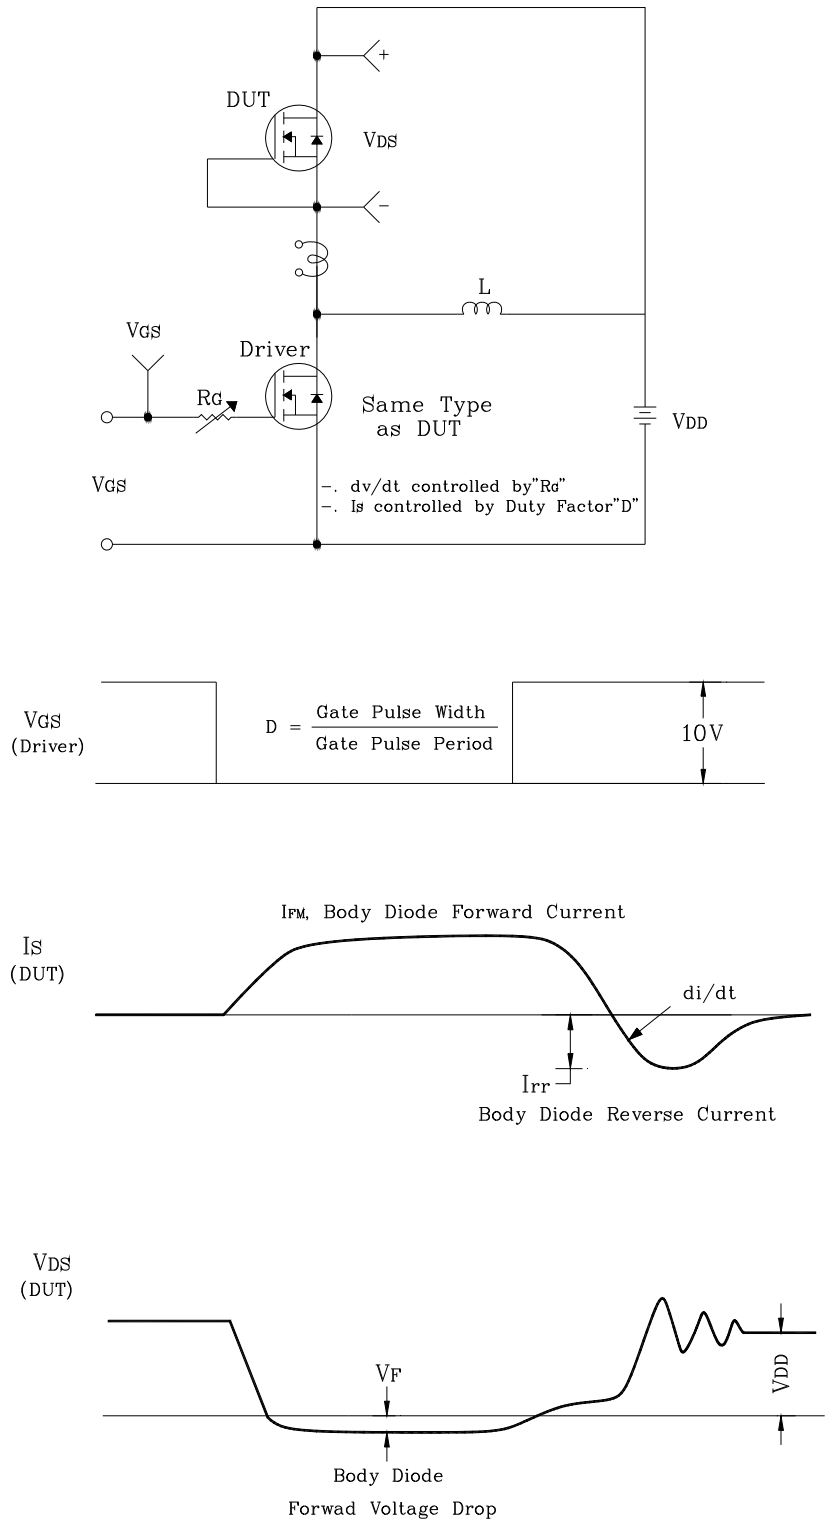 +
DUT
VDS
−
L
VGS
Driver
RG
Same Type
as DUT
VDD
VGS
−. dv/dt controlled by"RG"
−. Is controlled by Duty Factor"D"
VGS
(Driver)
D = Gate Pulse Width
Gate Pulse Period
10V
IFM, Body Diode Forward Current
IS
(DUT)
di/dt
Irr
Body Diode Reverse Current
VDS
(DUT)
VF
VDD
Body Diode
Forwad Voltage Drop